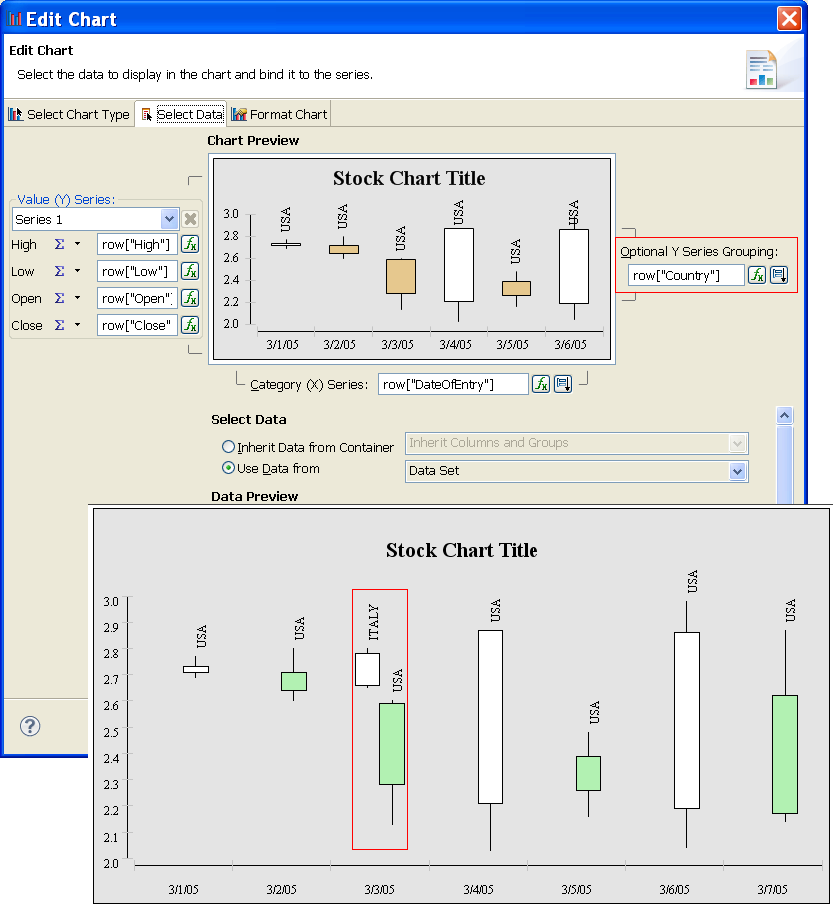 Edit Chart
Edit Chart
Select the data to display in the chart and bind it to the series.
Select Chart Type
Select Data
Format Chart
Chart Preview
Stock Chart Title
3.0
2.8
2.6
2.4
2.2
2.0
USA
USA
USA
USA
USA
USA
3/1/05
3/2/05
3/3/05
3/4/05
3/5/05
3/6/05
Value (Y) Series:
Series 1
High Σ row["High"] fx
Low Σ row["Low"] fx
Open Σ row["Open"] fx
Close Σ row["Close" fx
Optional Y Series Grouping:
row["Country"] fx
Category (X) Series: row["DateOfEntry"] fx
Select Data
Inherit Data from Container
Inherit Columns and Groups
Use Data from
Data Set
Data Preview
?
Stock Chart Title
3.0
2.9
2.8
2.7
2.6
2.5
2.4
2.3
2.2
2.1
2.0
USA
USA
ITALY
USA
USA
USA
USA
USA
3/1/05
3/2/05
3/3/05
3/4/05
3/5/05
3/6/05
3/7/05